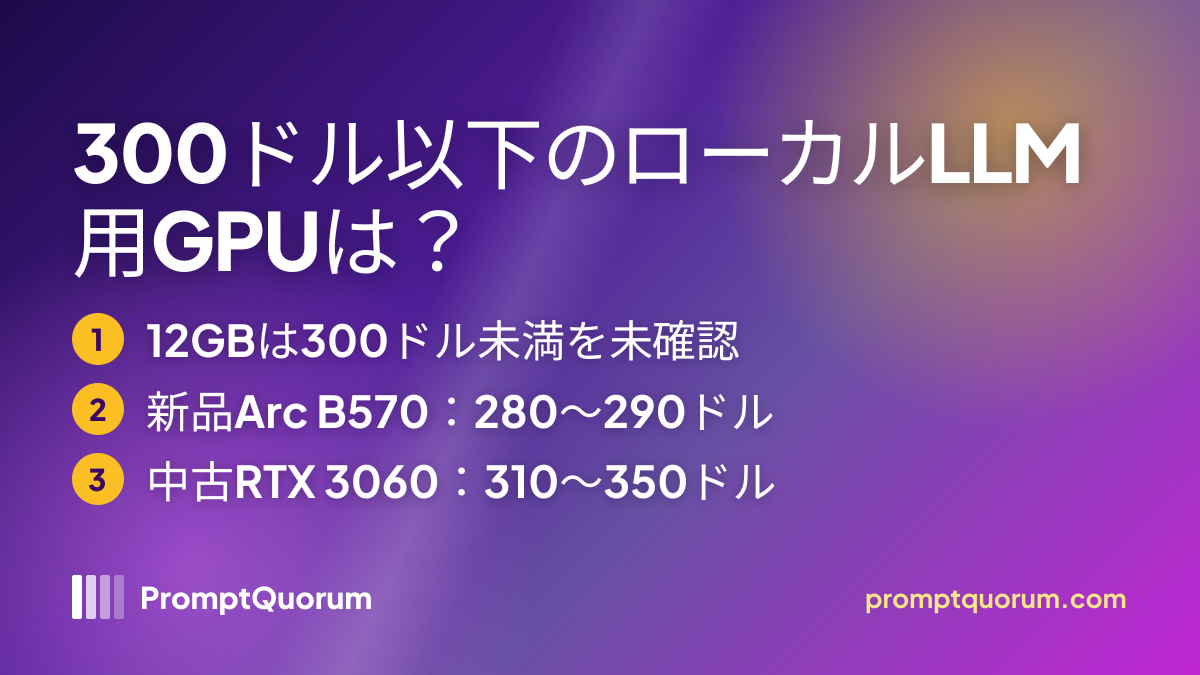 300ドル以下のローカルLLM
用GPUは？
1 12GBは300ドル未満を未確認
2 新品Arc B570：280〜290ドル
3 中古RTX 3060：310〜350ドル
PromptQuorum
promptquorum.com